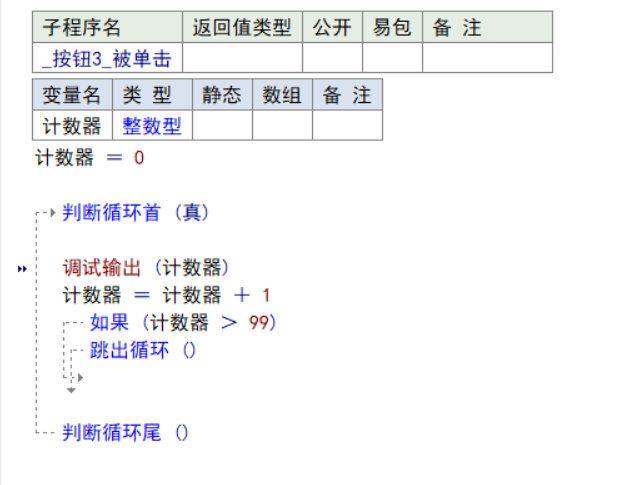 子程序名 返回值类型 公开 易包 备 注
_按钮3_被单击
变量名 类 型 静态 数组 备 注
计数器 整数型
计数器 = 0
判断循环首 (真)
调试输出 (计数器)
计数器 = 计数器 + 1
如果 (计数器 > 99)
跳出循环 ()
判断循环尾 ()